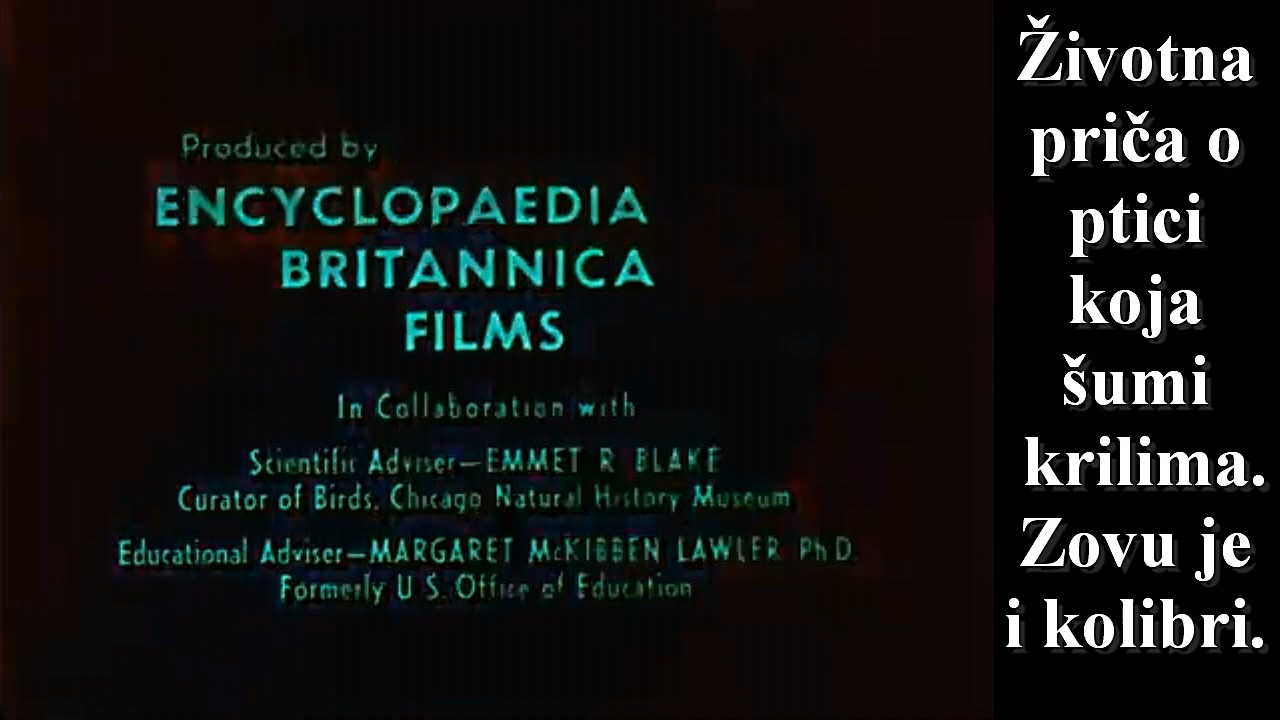 Produced by
ENCYCLOPAEDIA
BRITANNICA
FILMS
In Collaboration with
Scientific Adviser—EMMET R BLAKE
Curator of Birds, Chicago Natural History Museum
Educational Adviser—MARGARET McKIBBEN LAWLER Ph D.
Formerly U S. Office of Education
Životna
priča o
ptici
koja
šumi
krilima.
Zovu je
i kolibri.